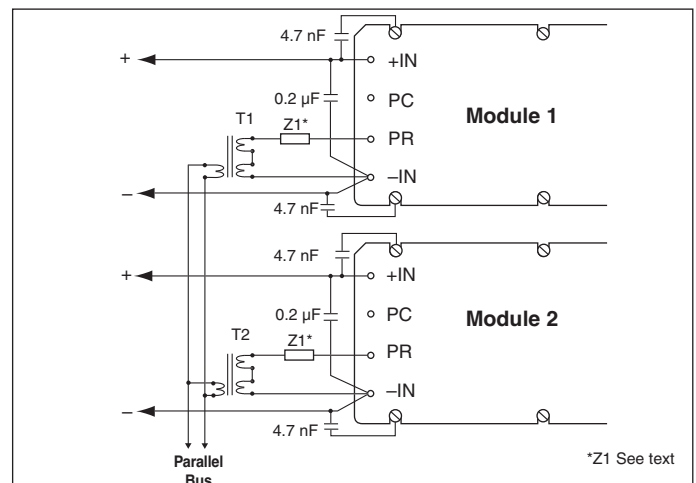 4.7 nF
+
+IN
0.2 µF
PC
Module 1
T1
Z1*
PR
–IN
–
4.7 nF
4.7 nF
+
+IN
0.2 µF
PC
Module 2
T2
Z1*
PR
–IN
–
4.7 nF
Parallel
Bus
*Z1 See text